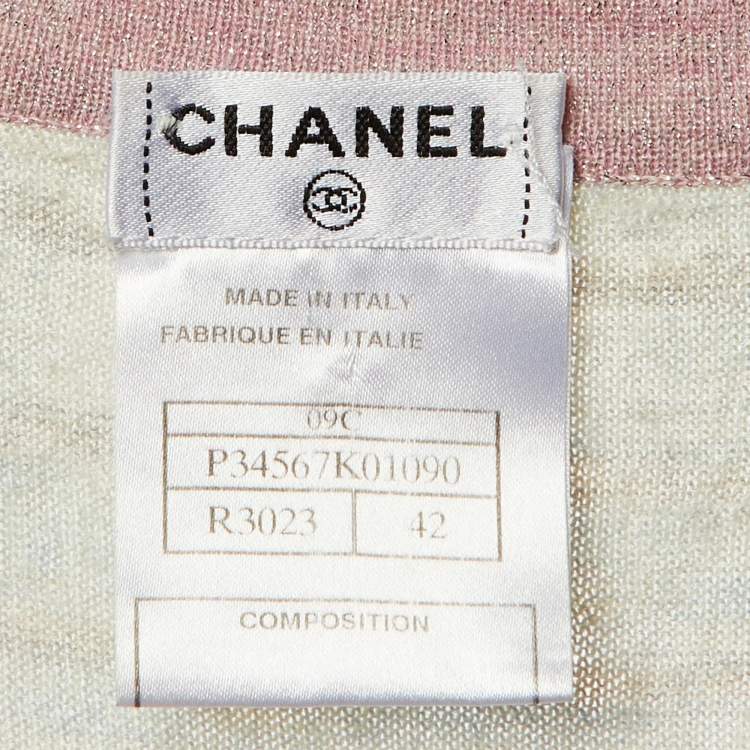 CHANEL
MADE IN ITALY
FABRIQUE EN ITALIE
09C
P34567K01090
R3023 42
COMPOSITION